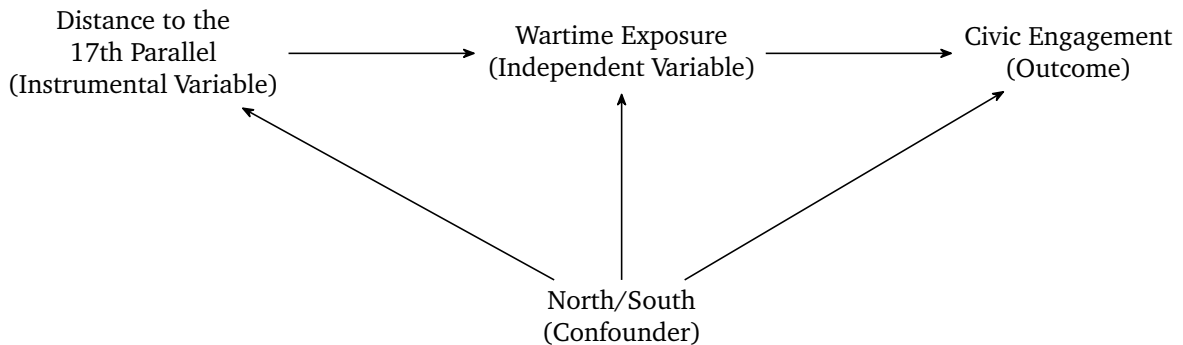 Distance to the
17th Parallel
(Instrumental Variable)
Wartime Exposure
(Independent Variable)
Civic Engagement
(Outcome)
North/South
(Confounder)